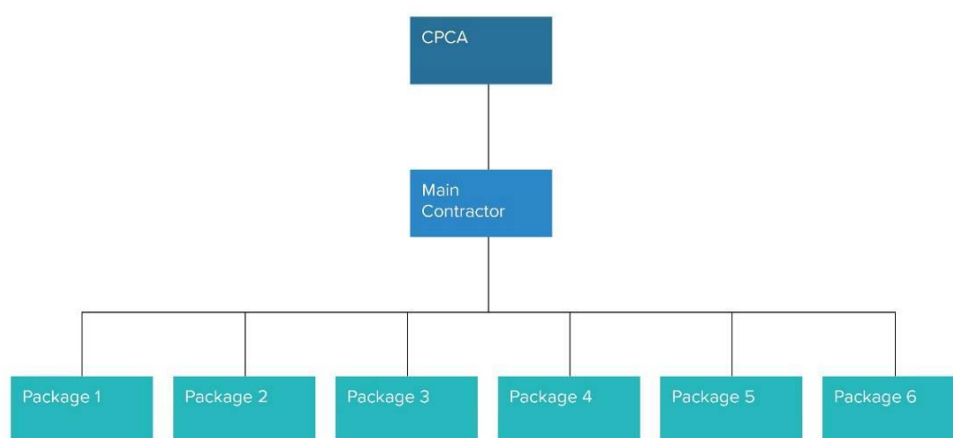 CPCA
Main
Contractor
Package 1
Package 2
Package 3
Package 4
Package 5
Package 6